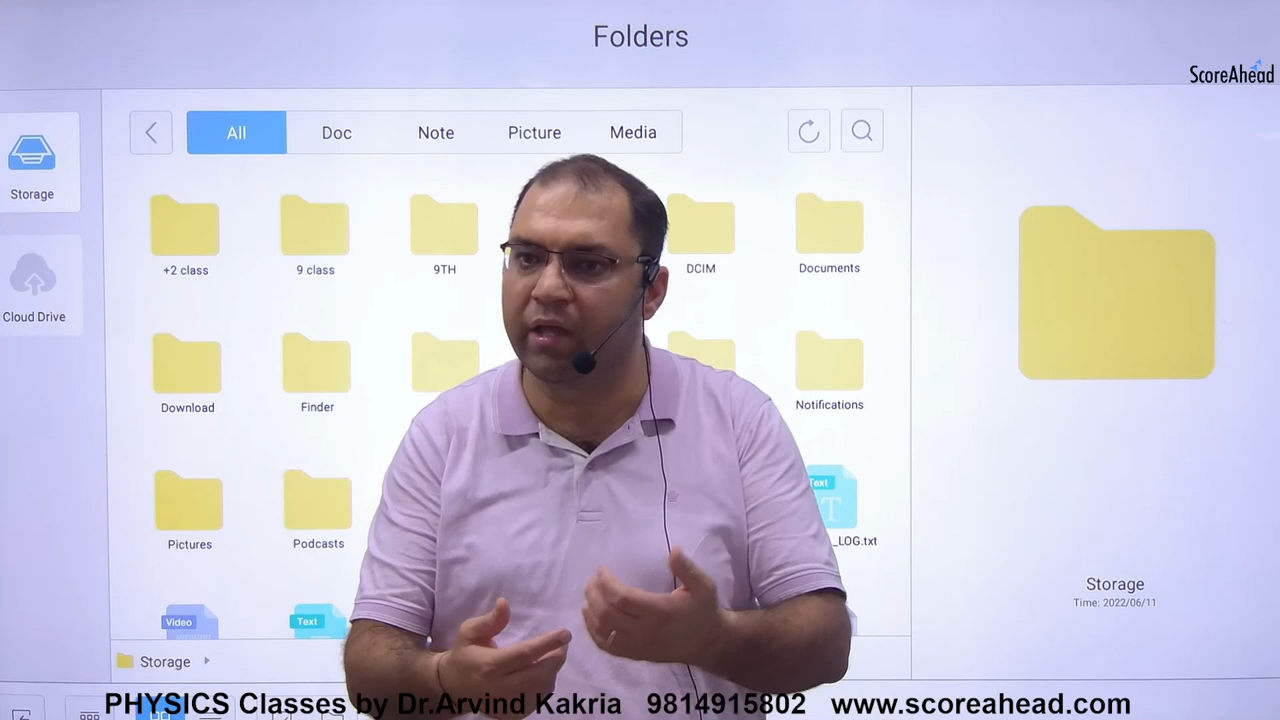 Folders
ScoreAhead
All Doc Note Picture Media
Storage
Cloud Drive
+2 class 9 class 9TH DCIM Documents
Download Finder Notifications
Text
Pictures Podcasts _LOG.txt
Storage
Time: 2022/06/11
Video Text
Storage
PHYSICS Classes by Dr.Arvind Kakria 9814915802 www.scoreahead.com